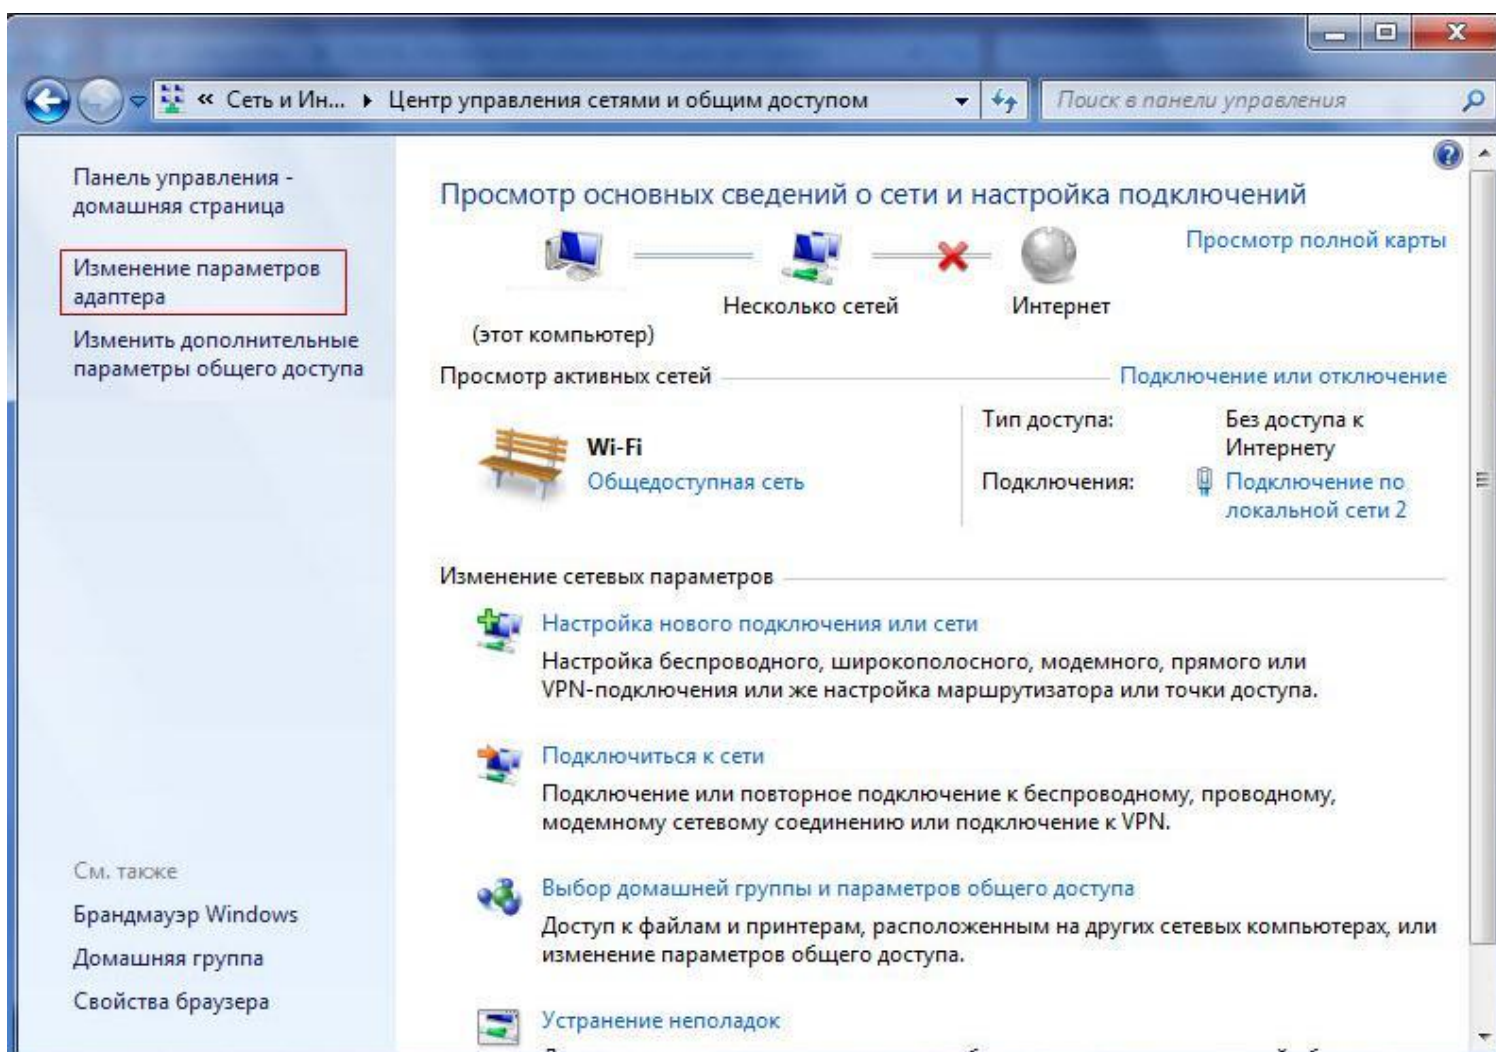 « Сеть и Ин... ▸ Центр управления сетями и общим доступом
Поиск в панели управления
Панель управления -
домашняя страница
Изменение параметров
адаптера
Изменить дополнительные
параметры общего доступа
См. также
Брандмауэр Windows
Домашняя группа
Свойства браузера
Просмотр основных сведений о сети и настройка подключений
Просмотр полной карты
Несколько сетей
Интернет
(этот компьютер)
Просмотр активных сетей
Подключение или отключение
Wi-Fi
Общедоступная сеть
Тип доступа:
Без доступа к
Интернету
Подключения:
Подключение по
локальной сети 2
Изменение сетевых параметров
Настройка нового подключения или сети
Настройка беспроводного, широкополосного, модемного, прямого или
VPN-подключения или же настройка маршрутизатора или точки доступа.
Подключиться к сети
Подключение или повторное подключение к беспроводному, проводному,
модемному сетевому соединению или подключение к VPN.
Выбор домашней группы и параметров общего доступа
Доступ к файлам и принтерам, расположенным на других сетевых компьютерах, или
изменение параметров общего доступа.
Устранение неполадок